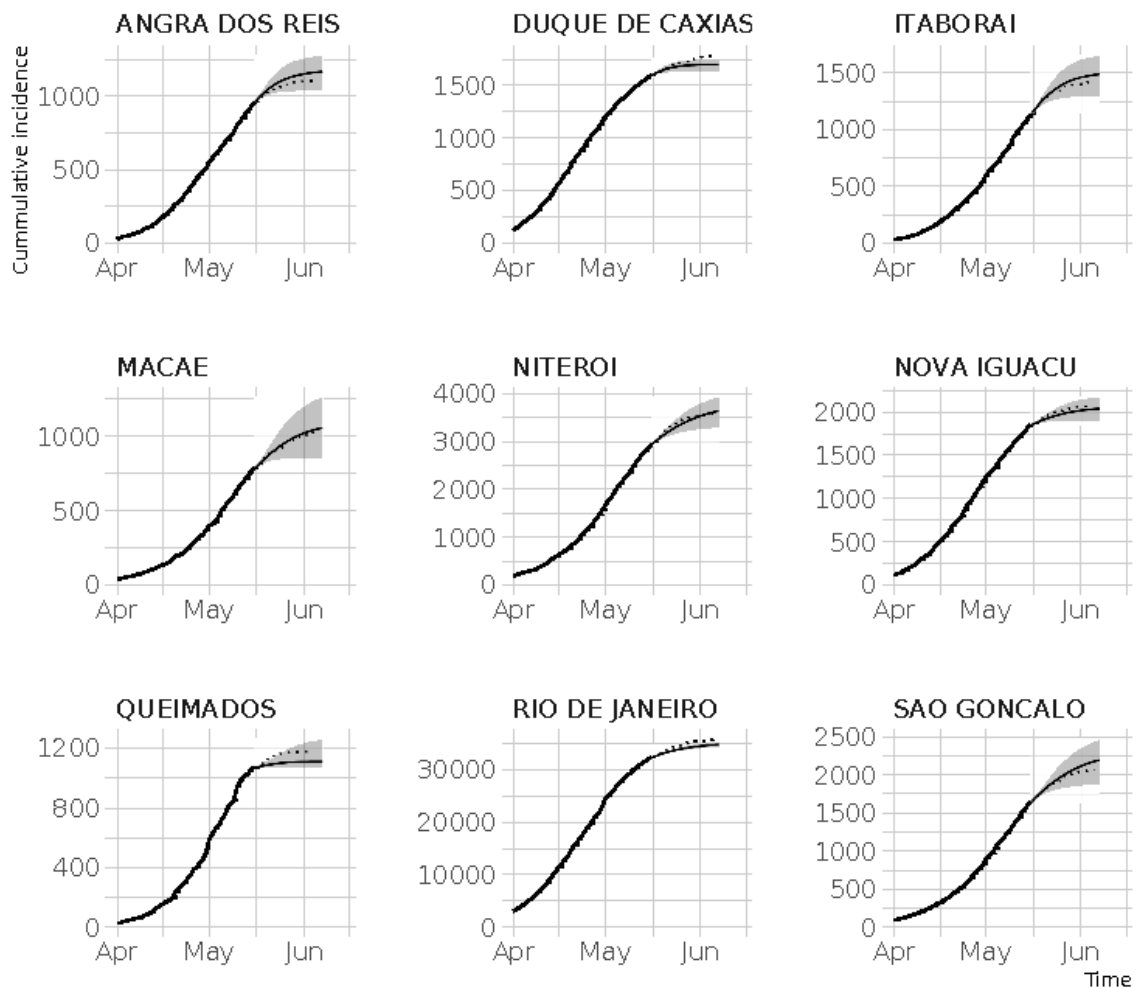 ANGRA DOS REIS
DUQUE DE CAXIAS
ITABORAI
Cummulative incidence
1000
500
0
Apr May Jun
1500
1000
500
0
Apr May Jun
1500
1000
500
0
Apr May Jun
MACAE
NITEROI
NOVA IGUACU
1000
500
0
Apr May Jun
4000
3000
2000
1000
0
Apr May Jun
2000
1500
1000
500
0
Apr May Jun
QUEIMADOS
RIO DE JANEIRO
SAO GONCALO
1200
800
400
0
Apr May Jun
30000
20000
10000
0
Apr May Jun
2500
2000
1500
1000
500
0
Apr May Jun
Time